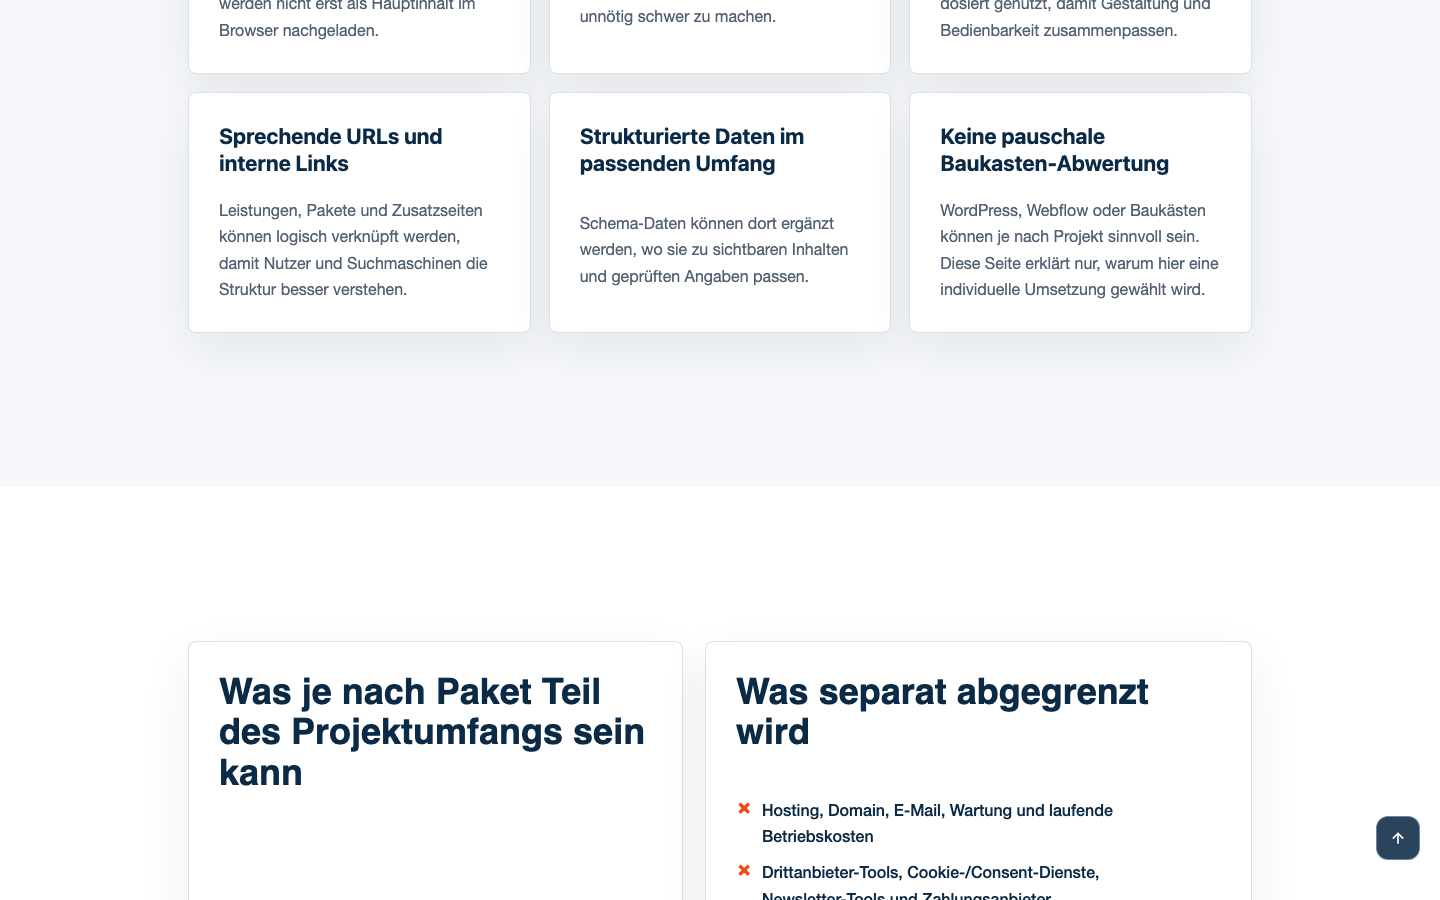 werden nicht erst als Hauptinhalt im
Browser nachgeladen.
unnötig schwer zu machen.
dosiert genutzt, damit Gestaltung und
Bedienbarkeit zusammenpassen.
Sprechende URLs und
interne Links
Leistungen, Pakete und Zusatzseiten
können logisch verknüpft werden,
damit Nutzer und Suchmaschinen die
Struktur besser verstehen.
Strukturierte Daten im
passenden Umfang
Schema-Daten können dort ergänzt
werden, wo sie zu sichtbaren Inhalten
und geprüften Angaben passen.
Keine pauschale
Baukasten-Abwertung
WordPress, Webflow oder Baukästen
können je nach Projekt sinnvoll sein.
Diese Seite erklärt nur, warum hier eine
individuelle Umsetzung gewählt wird.
Was je nach Paket Teil
des Projektumfangs sein
kann
Was separat abgegrenzt
wird
Hosting, Domain, E-Mail, Wartung und laufende
Betriebskosten
Drittanbieter-Tools, Cookie-/Consent-Dienste,
Newsletter-Tools und Zahlungsanbieter